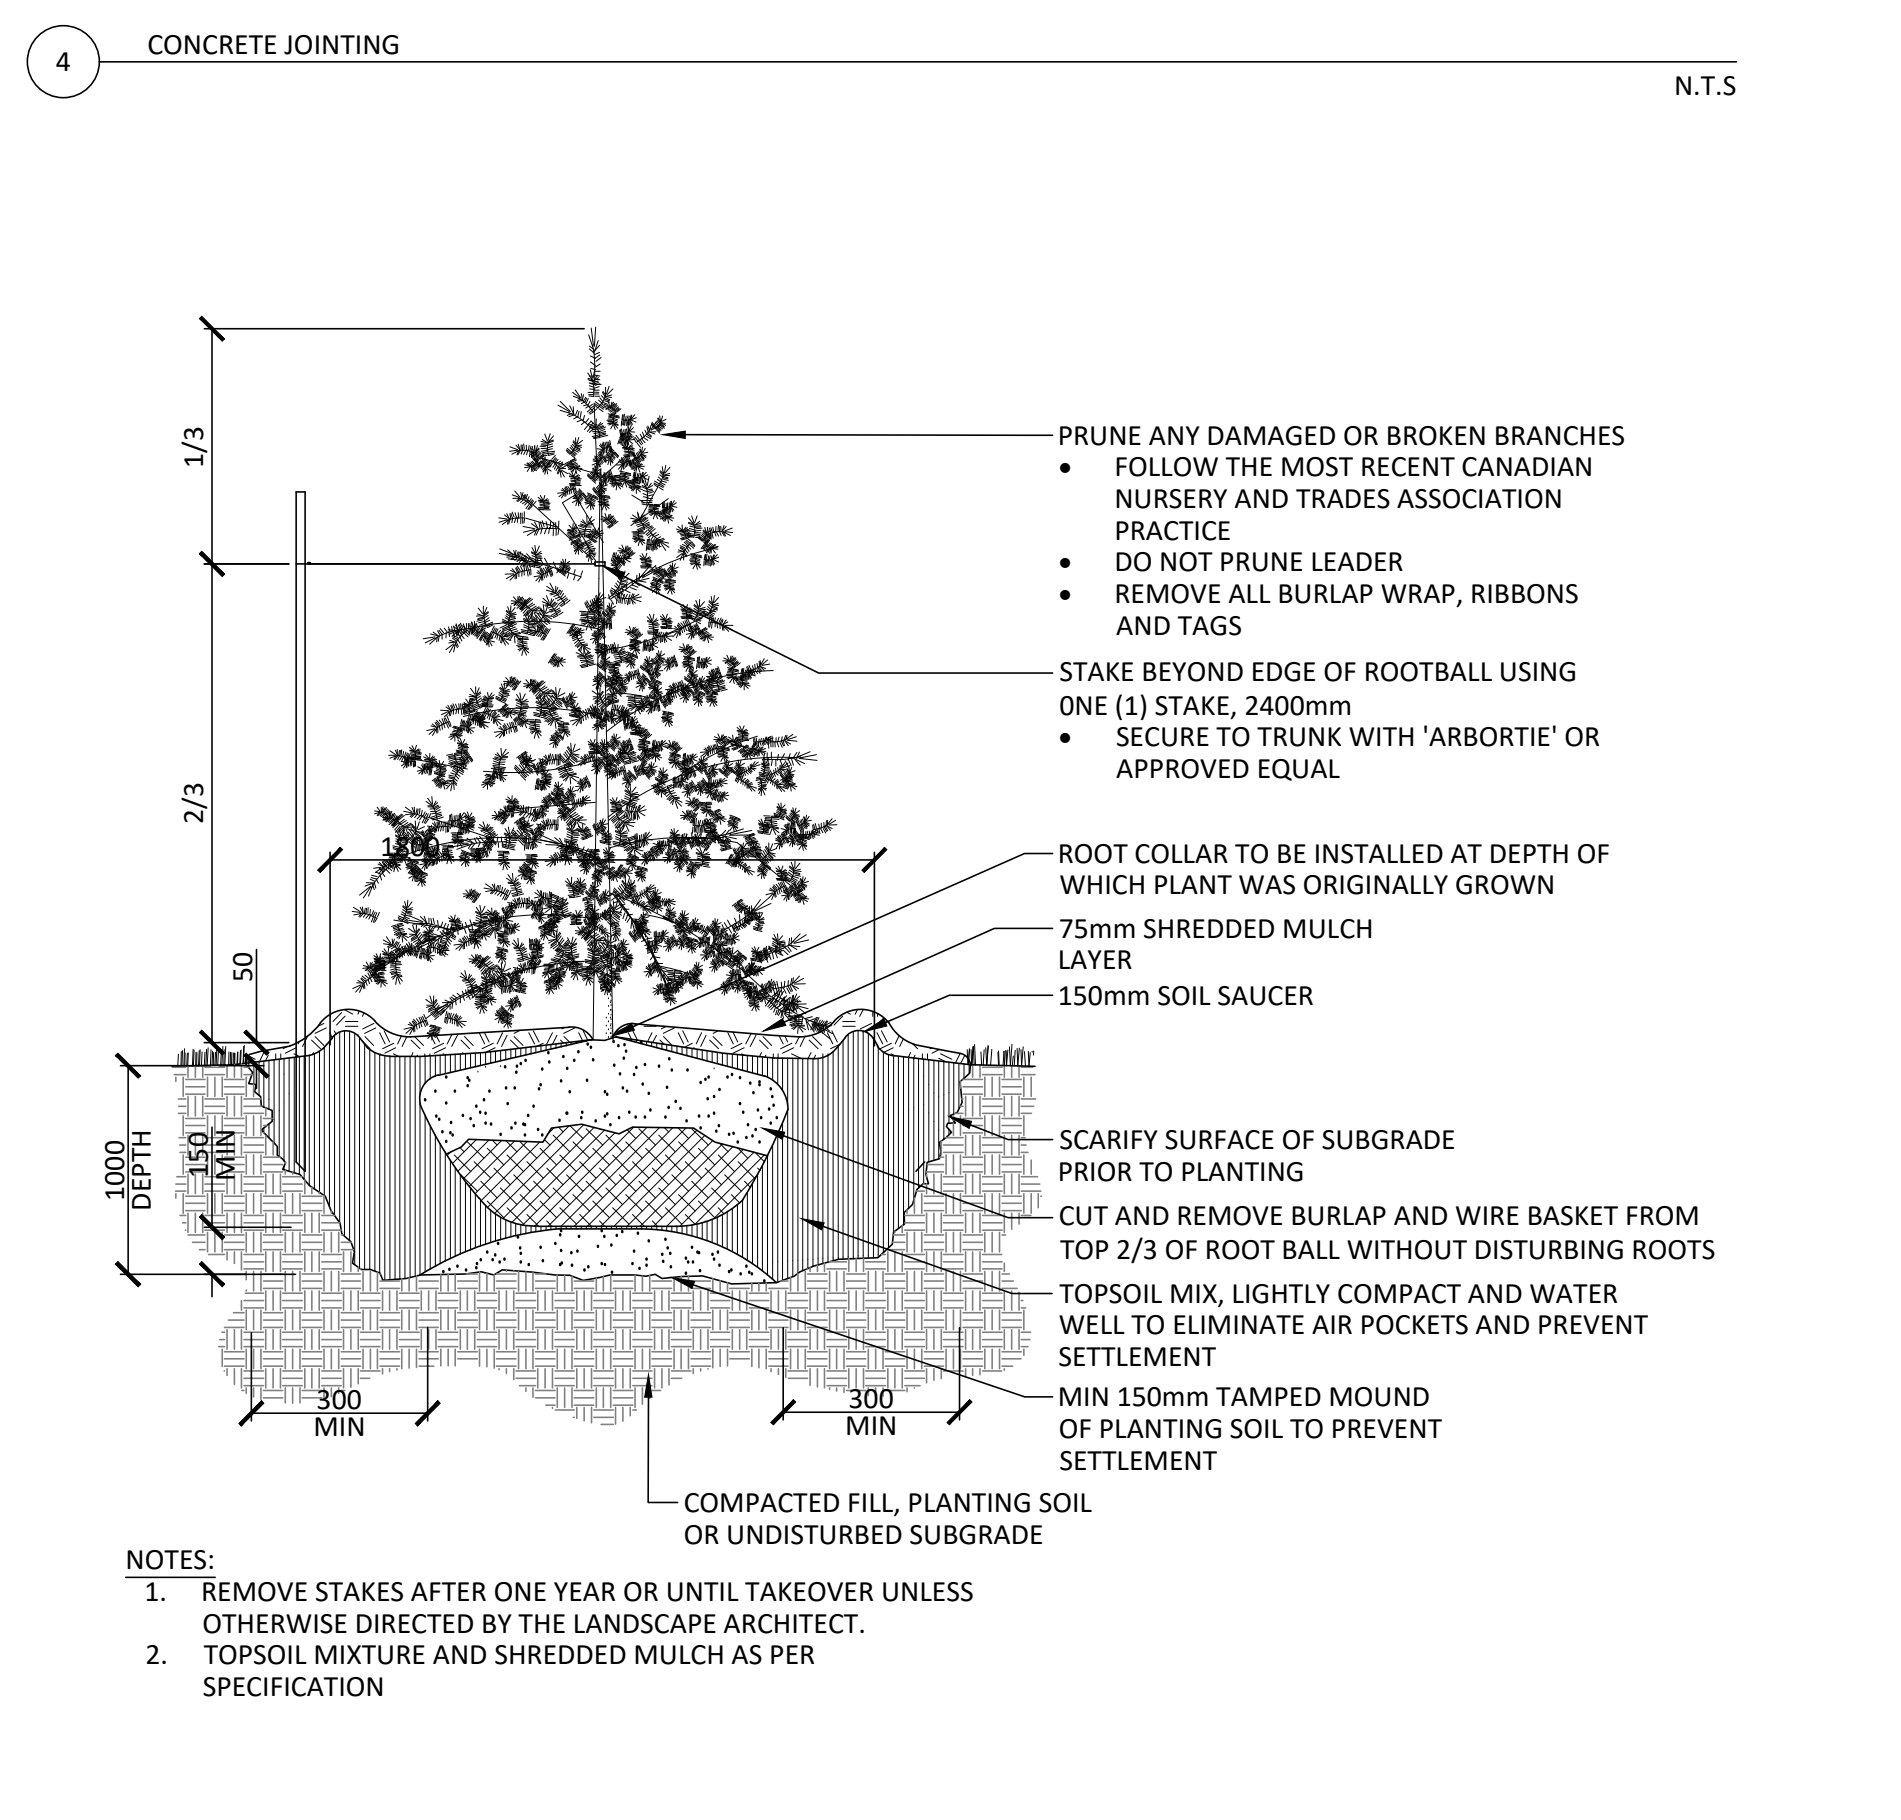 4
CONCRETE JOINTING
N.T.S
1/3
2/3
1800
50
1000
DEPTH
150
MIN
300
MIN
300
MIN
PRUNE ANY DAMAGED OR BROKEN BRANCHES
• FOLLOW THE MOST RECENT CANADIAN
NURSERY AND TRADES ASSOCIATION
PRACTICE
• DO NOT PRUNE LEADER
• REMOVE ALL BURLAP WRAP, RIBBONS
AND TAGS
STAKE BEYOND EDGE OF ROOTBALL USING
0NE (1) STAKE, 2400mm
• SECURE TO TRUNK WITH 'ARBORTIE' OR
APPROVED EQUAL
ROOT COLLAR TO BE INSTALLED AT DEPTH OF
WHICH PLANT WAS ORIGINALLY GROWN
75mm SHREDDED MULCH
LAYER
150mm SOIL SAUCER
SCARIFY SURFACE OF SUBGRADE
PRIOR TO PLANTING
CUT AND REMOVE BURLAP AND WIRE BASKET FROM
TOP 2/3 OF ROOT BALL WITHOUT DISTURBING ROOTS
TOPSOIL MIX, LIGHTLY COMPACT AND WATER
WELL TO ELIMINATE AIR POCKETS AND PREVENT
SETTLEMENT
MIN 150mm TAMPED MOUND
OF PLANTING SOIL TO PREVENT
SETTLEMENT
COMPACTED FILL, PLANTING SOIL
OR UNDISTURBED SUBGRADE
NOTES:
1. REMOVE STAKES AFTER ONE YEAR OR UNTIL TAKEOVER UNLESS
OTHERWISE DIRECTED BY THE LANDSCAPE ARCHITECT.
2. TOPSOIL MIXTURE AND SHREDDED MULCH AS PER
SPECIFICATION